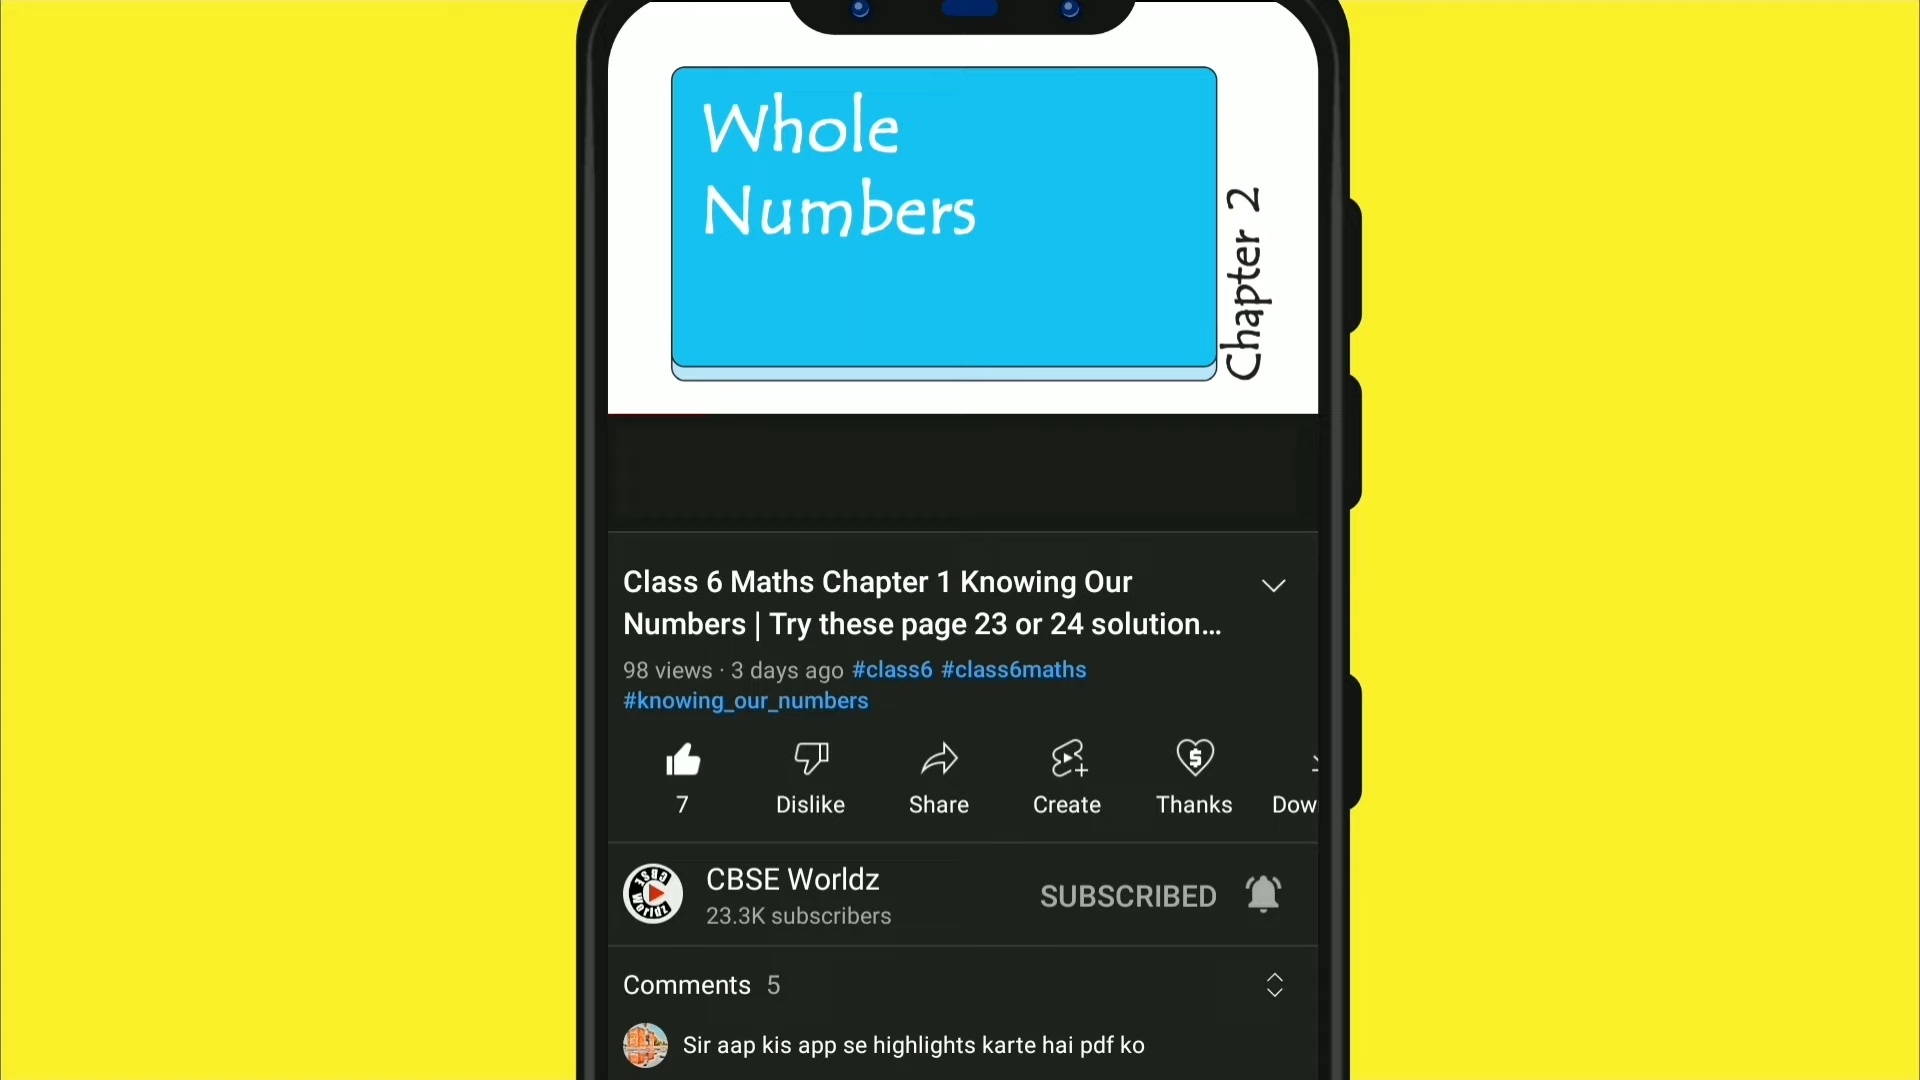 Whole
Numbers
Chapter 2
Class 6 Maths Chapter 1 Knowing Our
Numbers | Try these page 23 or 24 solution...
98 views · 3 days ago #class6 #class6maths
#knowing_our_numbers
7
Dislike
Share
Create
Thanks
Dow
CBSE Worldz
CBSE Worldz
23.3K subscribers
SUBSCRIBED
Comments 5
Sir aap kis app se highlights karte hai pdf ko